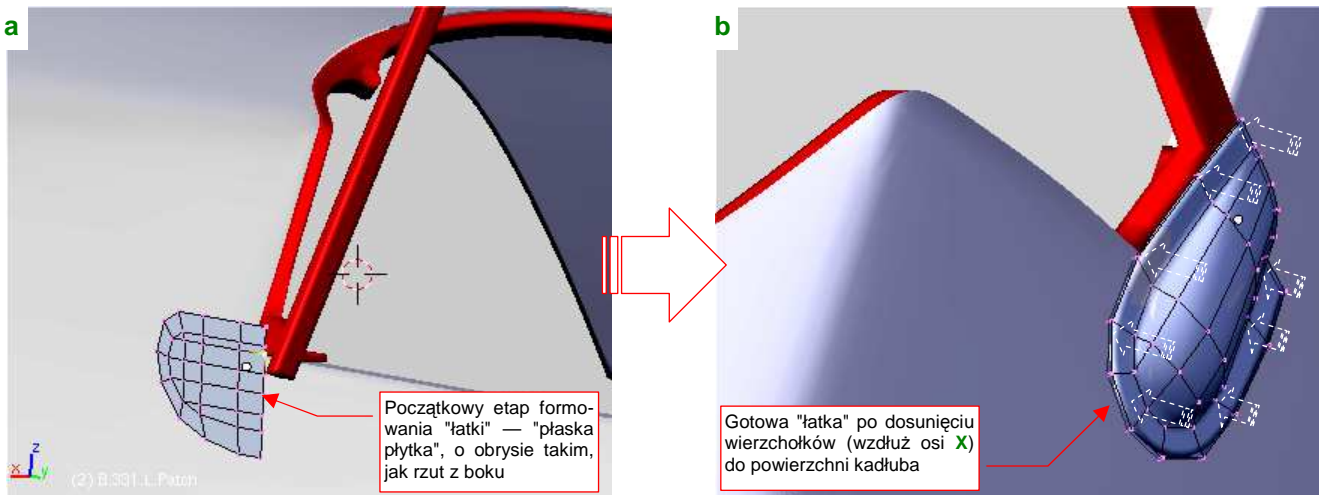 a
b
Początkowy etap formo-
wania "łatki" — "płaska
płytka", o obrysie takim,
jak rzut z boku
Gotowa "łatka" po dosunięciu
wierzchołków (wzdłuż osi X)
do powierzchni kadłuba
z
x
y
(2) B.331.L.Patch